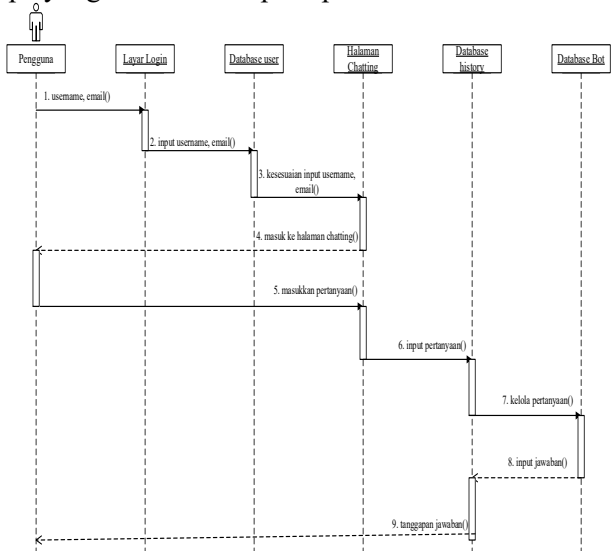 Pengguna
Layar Login
Database user
Halaman
Chatting
Database
history
Database Bot
1. username, email()
2. input username, email()
3. kesesuaian input username,
email()
4. masuk ke halaman chatting()
5. masukkan pertanyaan()
6. input pertanyaan()
7. kelola pertanyaan()
8. input jawaban()
9. tanggapan jawaban()